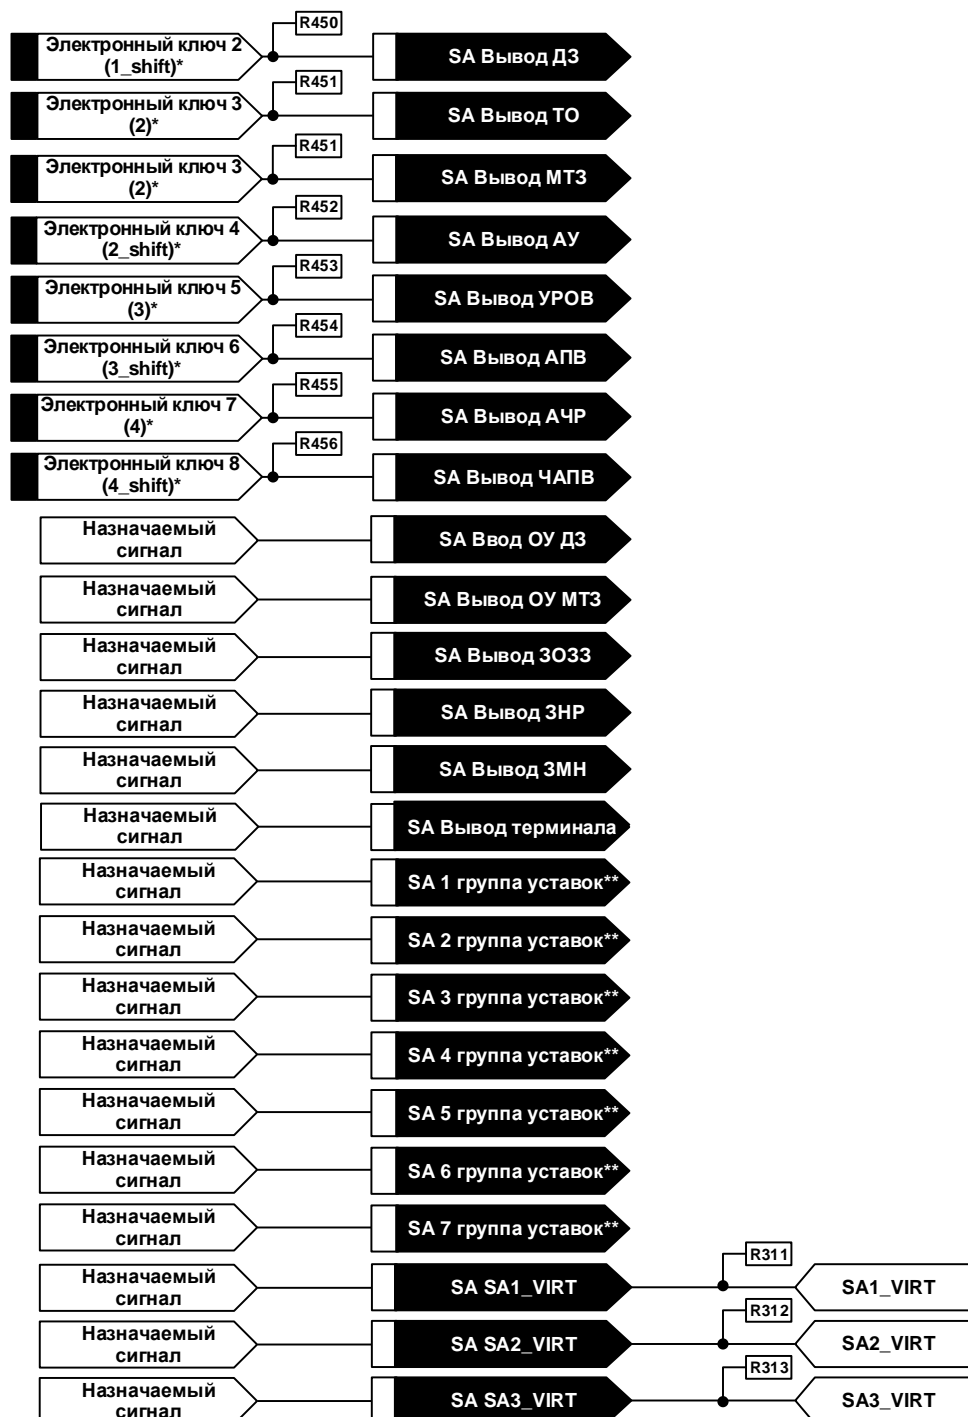 R450
Электронный ключ 2
(1_shift)*
SA Вывод ДЗ
R451
Электронный ключ 3
(2)*
SA Вывод ТО
R451
Электронный ключ 3
(2)*
SA Вывод МТЗ
R452
Электронный ключ 4
(2_shift)*
SA Вывод АУ
R453
Электронный ключ 5
(3)*
SA Вывод УРОВ
R454
Электронный ключ 6
(3_shift)*
SA Вывод АПВ
R455
Электронный ключ 7
(4)*
SA Вывод АЧР
R456
Электронный ключ 8
(4_shift)*
SA Вывод ЧАПВ
Назначаемый
сигнал
SA Ввод ОУ ДЗ
Назначаемый
сигнал
SA Вывод ОУ МТЗ
Назначаемый
сигнал
SA Вывод ЗОЗЗ
Назначаемый
сигнал
SA Вывод ЗНР
Назначаемый
сигнал
SA Вывод ЗМН
Назначаемый
сигнал
SA Вывод терминала
Назначаемый
сигнал
SA 1 группа уставок**
Назначаемый
сигнал
SA 2 группа уставок**
Назначаемый
сигнал
SA 3 группа уставок**
Назначаемый
сигнал
SA 4 группа уставок**
Назначаемый
сигнал
SA 5 группа уставок**
Назначаемый
сигнал
SA 6 группа уставок**
Назначаемый
сигнал
SA 7 группа уставок**
R311
Назначаемый
сигнал
SA SA1_VIRT
SA1_VIRT
R312
Назначаемый
сигнал
SA SA2_VIRT
SA2_VIRT
R313
Назначаемый
сигнал
SA SA3_VIRT
SA3_VIRT